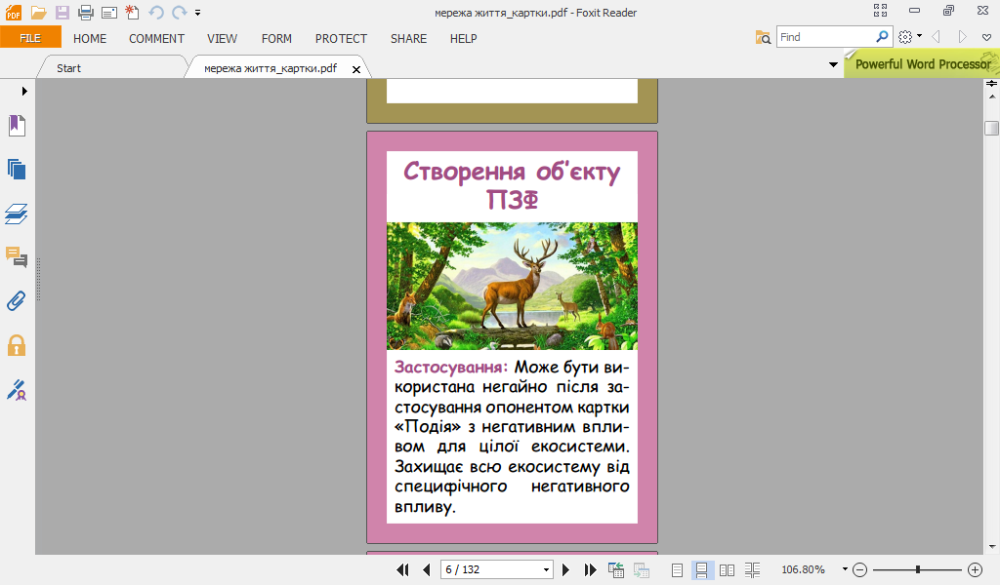 PDF
мережа життя_картки.pdf - Foxit Reader
FILE HOME COMMENT VIEW FORM PROTECT SHARE HELP
Find
Start
мережа життя_картки.pdf
Powerful Word Processor
Створення об'єкту
ПЗФ
Застосування: Може бути ви-
користана негайно після за-
стосування опонентом картки
«Подія» з негативним впли-
вом для цілої екосистеми.
Захищає всю екосистему від
специфічного негативного
впливу.
6 / 132
106.80%